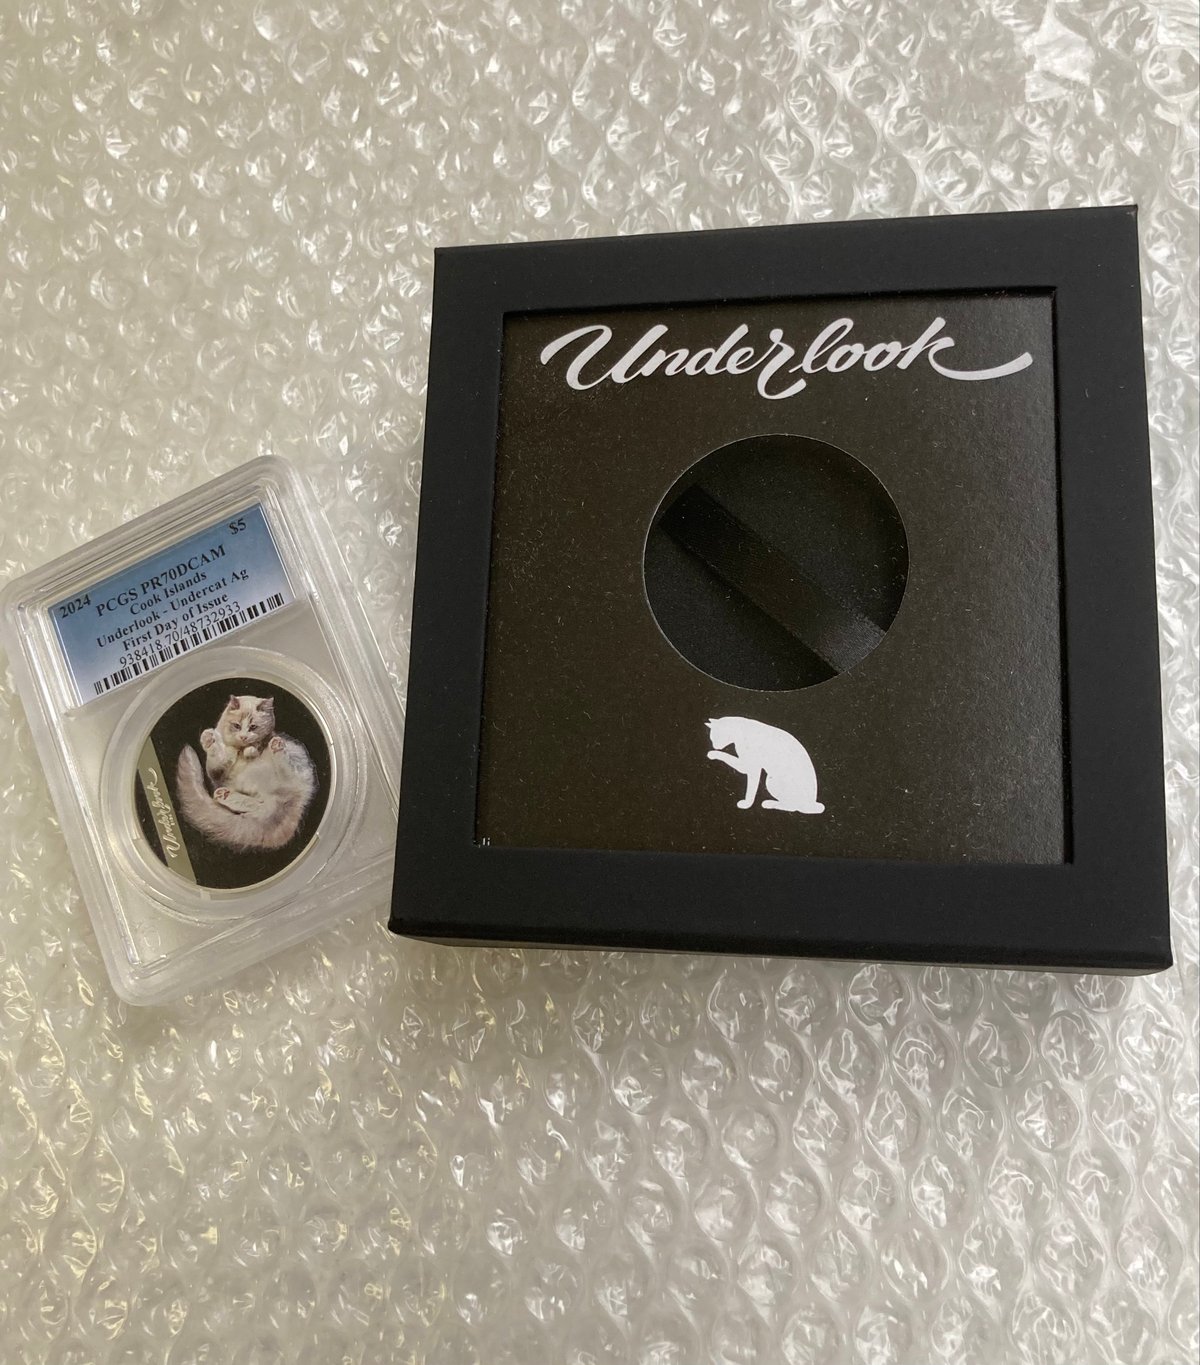 2024 $5
PCGS PR70DCAM
Cook Islands
Underlook - Undercat Ag
First Day of Issue
938418.70/48732933
Underlook
Underlook